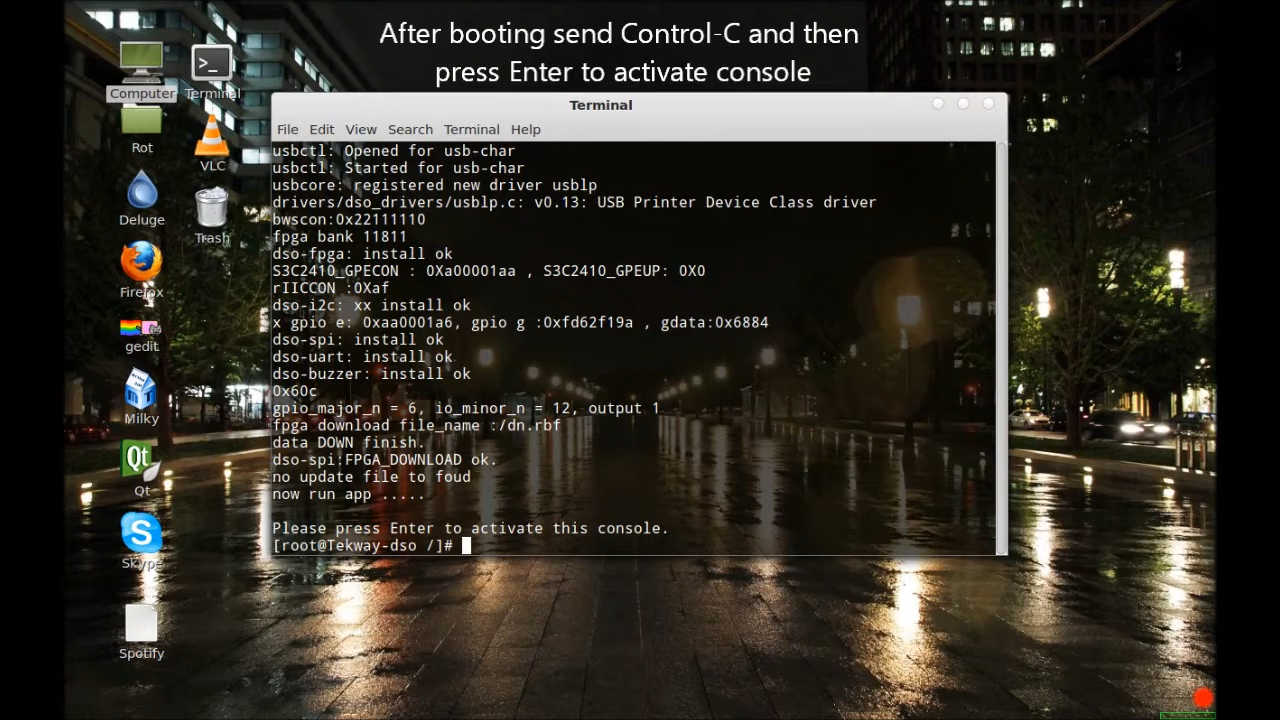 After booting send Control-C and then
press Enter to activate console
Computer
Terminal
Rot
VLC
Deluge
Trash
Firefox
gedit
Milky
Qt
Qt
Skype
Spotify
Terminal
File Edit View Search Terminal Help
usbctl: Opened for usb-char
usbctl: Started for usb-char
usbcore: registered new driver usblp
drivers/dso_drivers/usblp.c: v0.13: USB Printer Device Class driver
bwscon:0x22111110
fpga bank 11811
dso-fpga: install ok
S3C2410_GPECON : 0Xa00001aa , S3C2410_GPEUP: 0X0
rIICCON :0Xaf
dso-i2c: xx install ok
x gpio e: 0xaa0001a6, gpio g :0xfd62f19a , gdata:0x6884
dso-spi: install ok
dso-uart: install ok
dso-buzzer: install ok
0x60c
gpio_major_n = 6, io_minor_n = 12, output 1
fpga download file_name :/dn.rbf
data DOWN finish.
dso-spi:FPGA_DOWNLOAD ok.
no update file to foud
now run app .....
Please press Enter to activate this console.
[root@Tekway-dso /]#